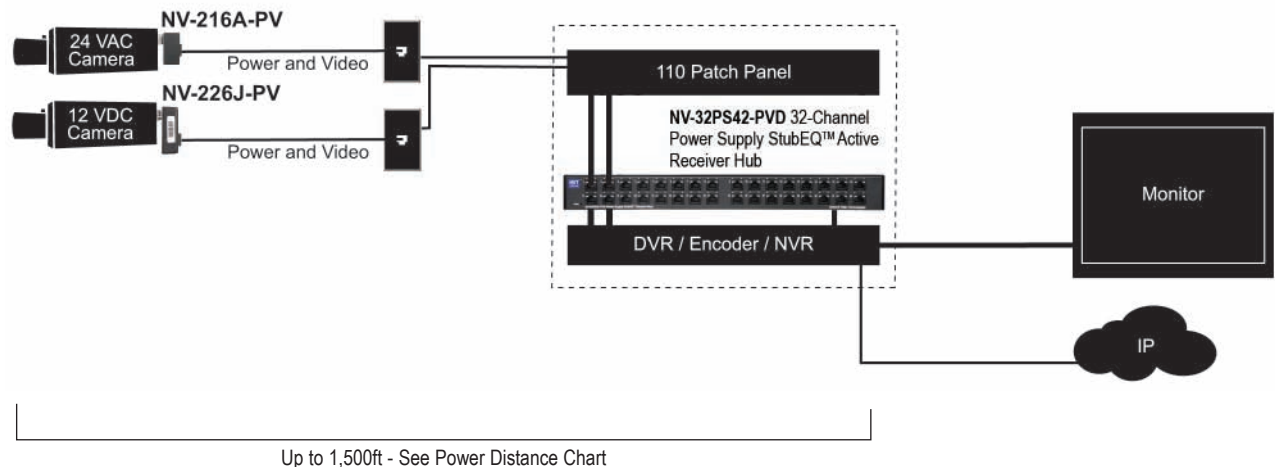 NV-216A-PV
24 VAC
Camera
Power and Video
NV-226J-PV
12 VDC
Camera
Power and Video
110 Patch Panel
NV-32PS42-PVD 32-Channel
Power Supply StubEQ™ Active
Receiver Hub
DVR / Encoder / NVR
Monitor
IP
Up to 1,500ft - See Power Distance Chart